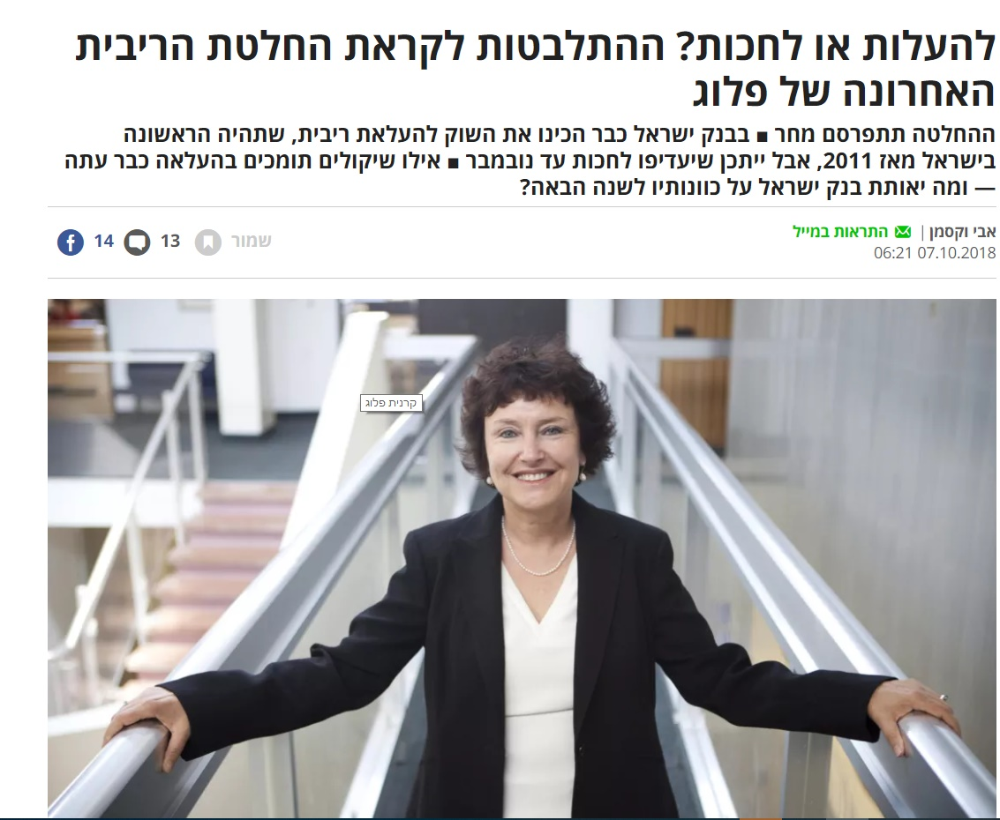 להעלות או לחכות? ההתלבטות לקראת החלטת הריבית
האחרונה של פלוג
ההחלטה תתפרסם מחר ■ בבנק ישראל כבר הכינו את השוק להעלאת ריבית, שתהיה הראשונה
בישראל מאז 2011, אבל ייתכן שיעדיפו לחכות עד נובמבר ■ אילו שיקולים תומכים בהעלאה כבר עתה
— ומה יאותת בנק ישראל על כוונותיו לשנה הבאה?
אבי וקסמן | התראות במייל
שמור 13 14
06:21 07.10.2018
קרנית פלוג